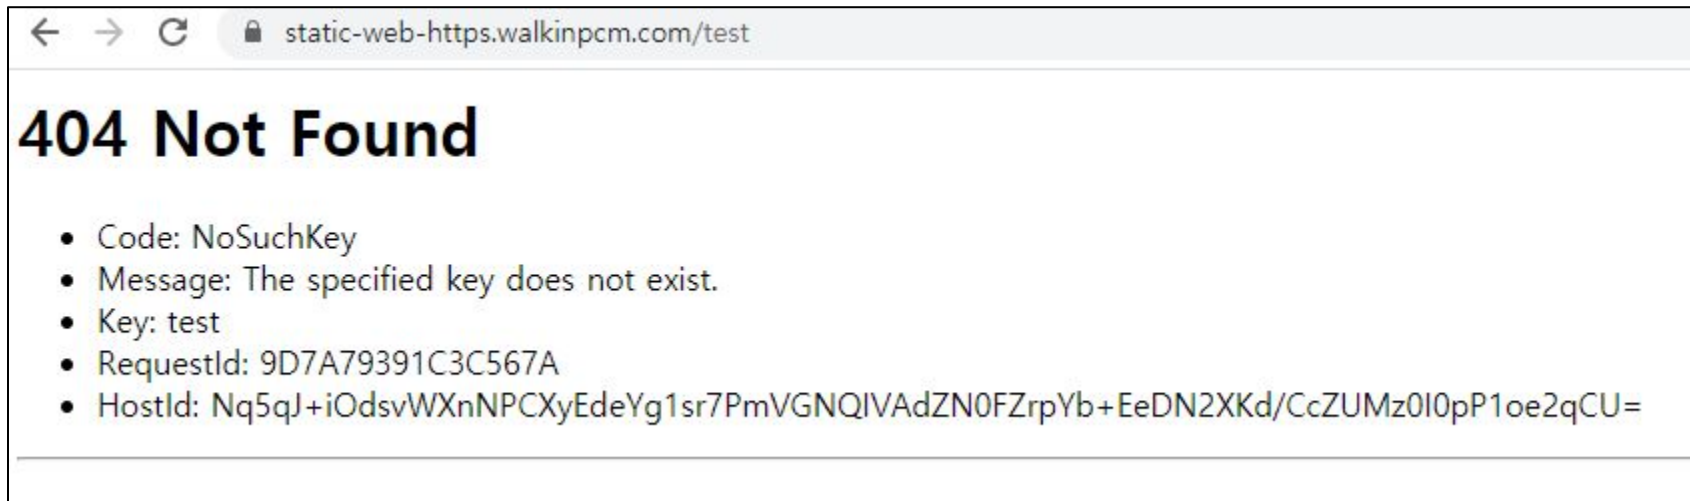 static-web-https.walkinpcm.com/test
404 Not Found
• Code: NoSuchKey
• Message: The specified key does not exist.
• Key: test
• RequestId: 9D7A79391C3C567A
• HostId: Nq5qJ+iOdsvWXnNPCXyEdeYg1sr7PmVGNQIVAdZN0FZrpYb+EeDN2XKd/CcZUMz0I0pP1oe2qCU=